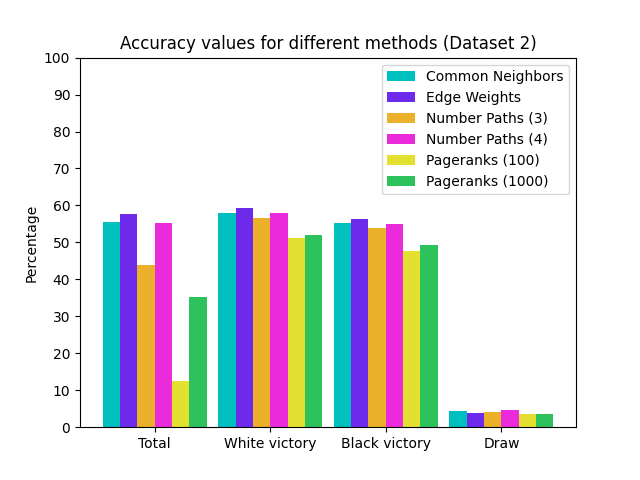 Accuracy values for different methods (Dataset 2)
100
90
80
70
60
50
40
30
20
10
0
Percentage
Common Neighbors
Edge Weights
Number Paths (3)
Number Paths (4)
Pageranks (100)
Pageranks (1000)
Total
White victory
Black victory
Draw